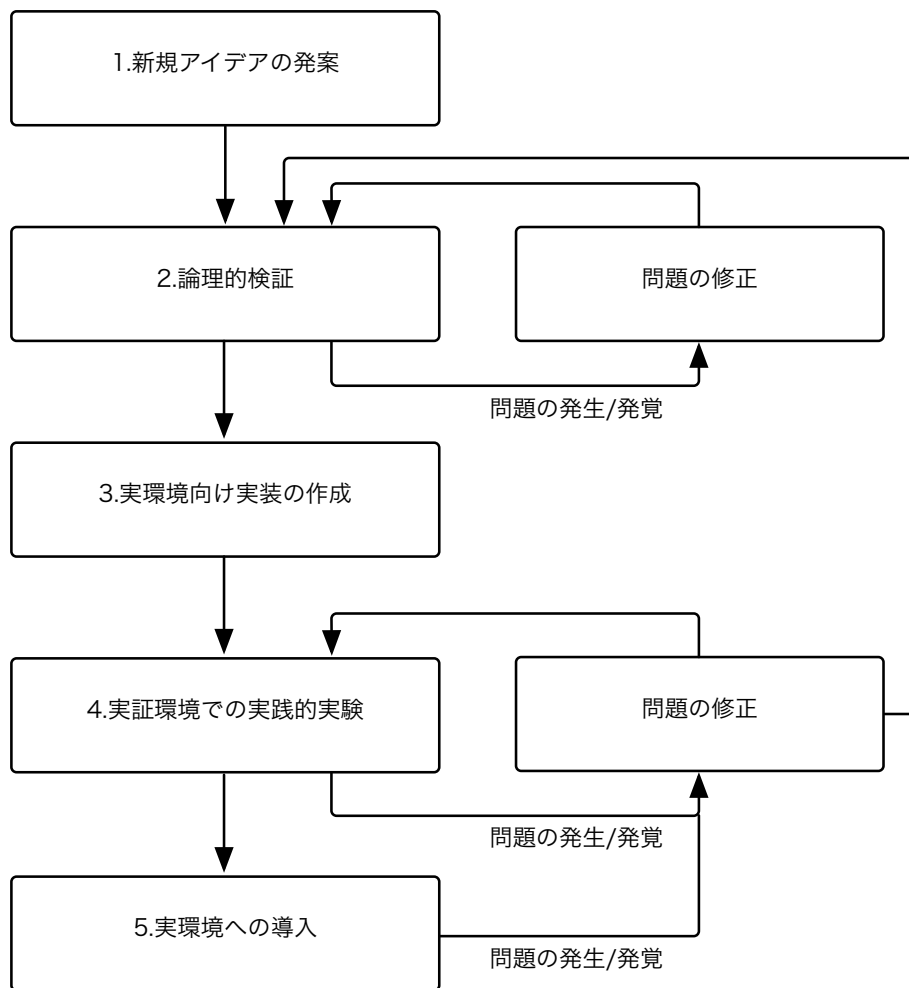 1.新規アイデアの発案
2.論理的検証
問題の修正
問題の発生/発覚
3.実環境向け実装の作成
4.実証環境での実践的実験
問題の修正
問題の発生/発覚
5.実環境への導入
問題の発生/発覚